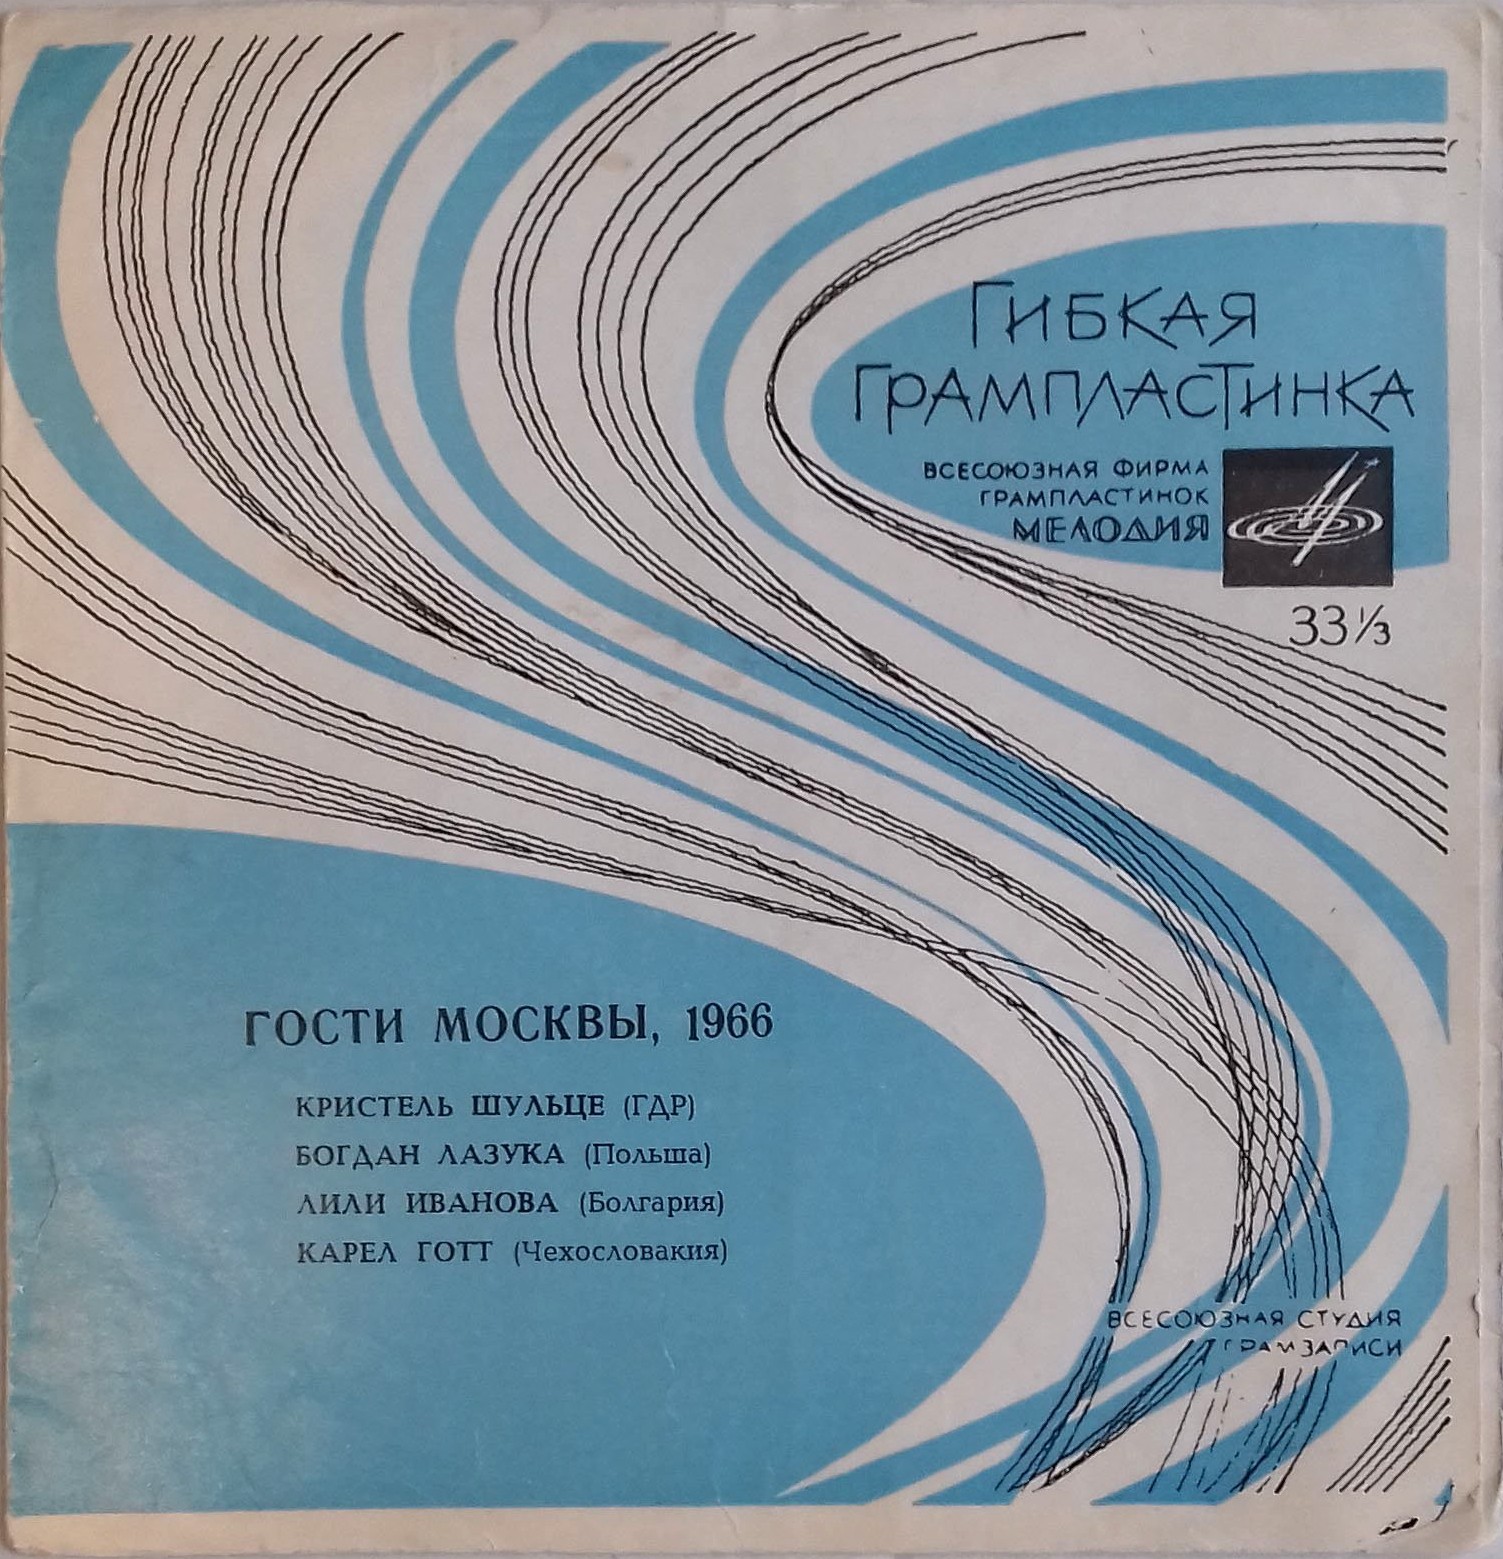 ГИБКАЯ
ГРАМПЛАСТИНКА
ВСЕСОЮЗНАЯ ФИРМА
ГРАМПЛАСТИНОК
МЕЛОДИЯ
33⅓
ГОСТИ МОСКВЫ, 1966
КРИСТЕЛЬ ШУЛЬЦЕ (ГДР)
БОГДАН ЛАЗУКА (Польша)
ЛИЛИ ИВАНОВА (Болгария)
КАРЕЛ ГОТТ (Чехословакия)
ВСЕСОЮЗНАЯ СТУДИЯ
ГРАМЗАПИСИ